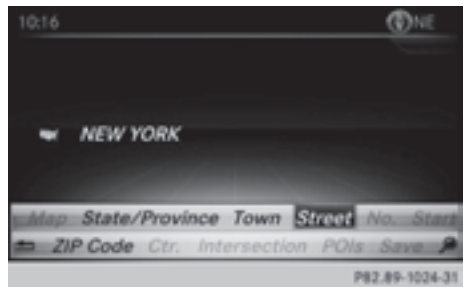 10:16 NE
NEW YORK
Map State/Province Town Street No. Start
ZIP Code Ctr. Intersection POIs Save
P82.89-1024-31